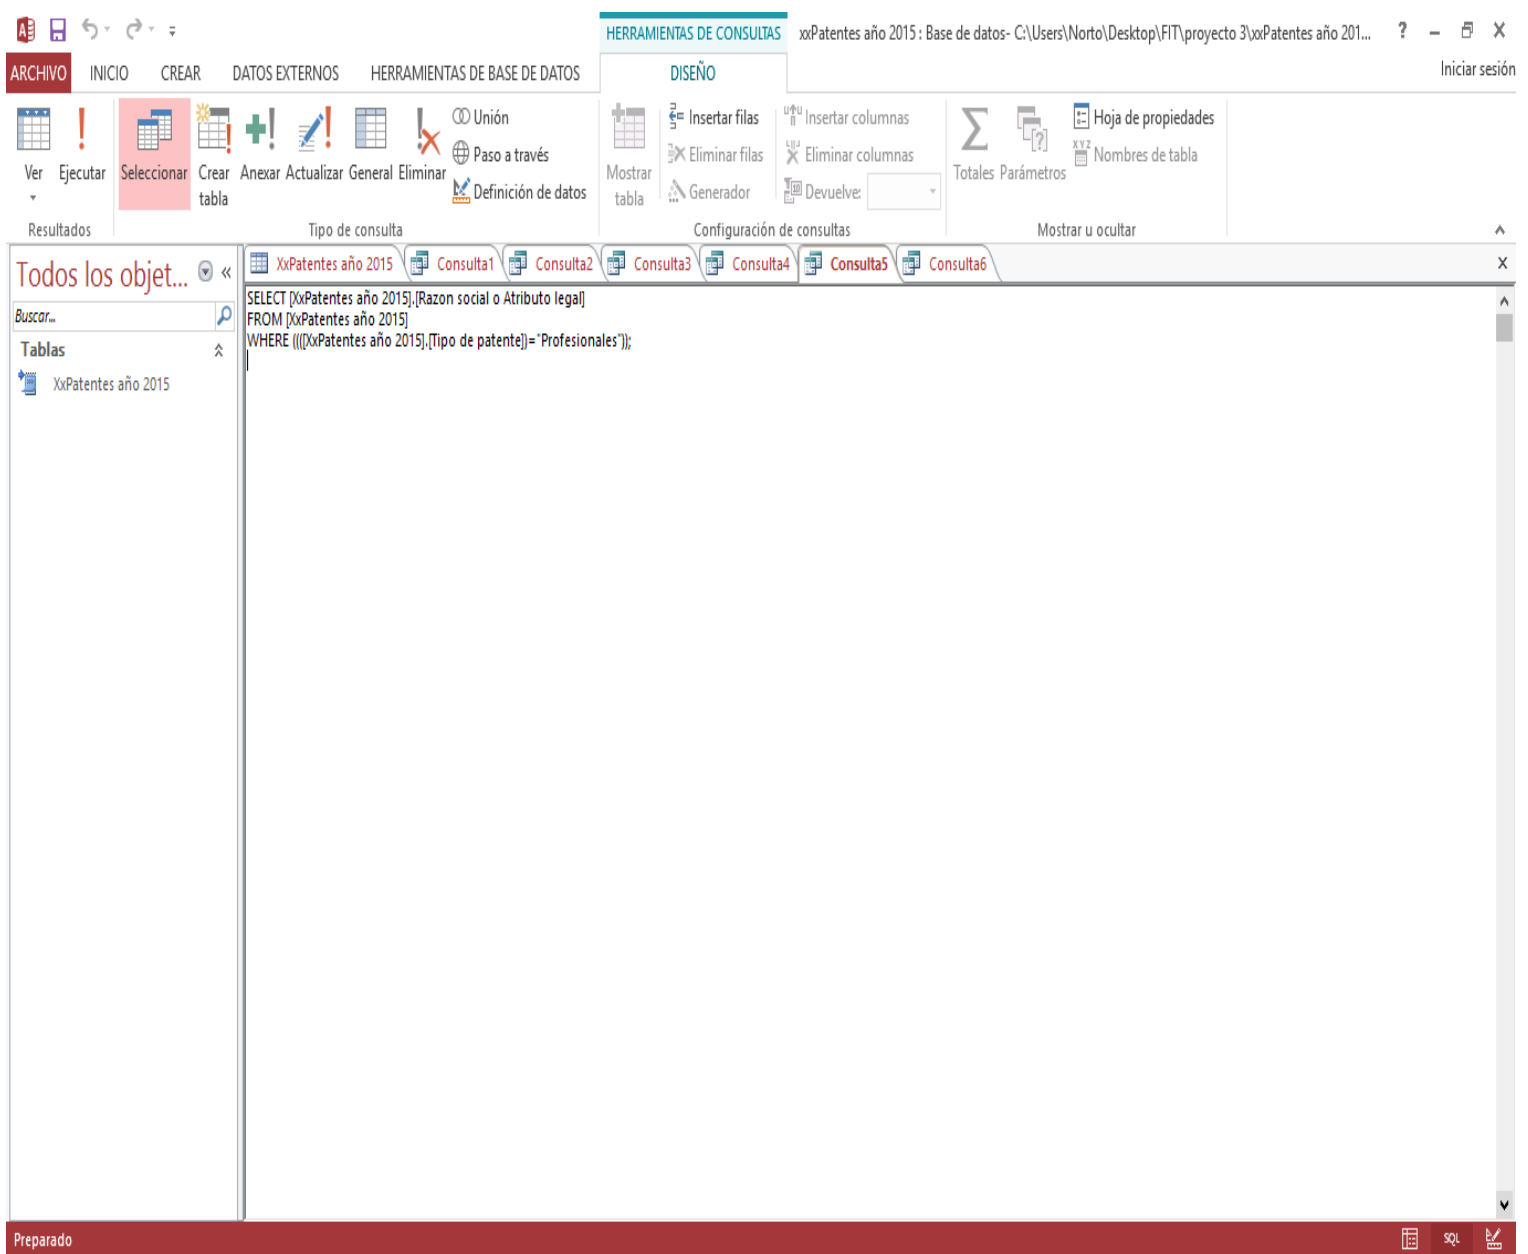 HERRAMIENTAS DE CONSULTAS
xxPatentes año 2015 : Base de datos- C:\Users\Norto\Desktop\FIT\proyecto 3\xxPatentes año 201...
?
ARCHIVO INICIO CREAR DATOS EXTERNOS HERRAMIENTAS DE BASE DE DATOS DISEÑO Iniciar sesión
Ver
Ejecutar
Resultados
Seleccionar
Crear
tabla
Anexar
Actualizar
General
Eliminar
Unión
Paso a través
Definición de datos
Tipo de consulta
Mostrar
tabla
Insertar filas
Eliminar filas
Generador
Insertar columnas
Eliminar columnas
Devuelve:
Configuración de consultas
Totales
Parámetros
Hoja de propiedades
Nombres de tabla
Mostrar u ocultar
Todos los objet... «
Buscar...
Tablas
XxPatentes año 2015
XxPatentes año 2015 Consulta1 Consulta2 Consulta3 Consulta4 Consulta5 Consulta6
SELECT [XxPatentes año 2015].[Razon social o Atributo legal]
FROM [XxPatentes año 2015]
WHERE ((([XxPatentes año 2015].[Tipo de patente])="Profesionales"));
Preparado
SQL